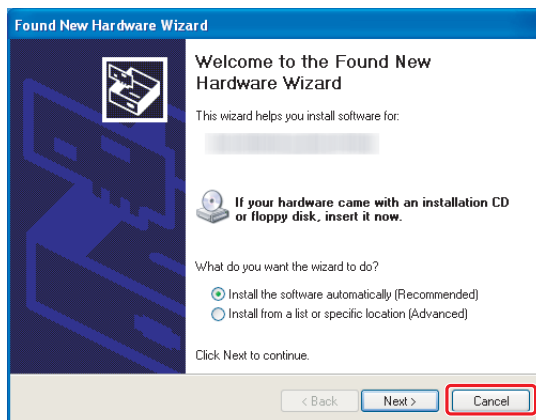 Found New Hardware Wizard
Welcome to the Found New
Hardware Wizard
This wizard helps you install software for:
If your hardware came with an installation CD
or floppy disk, insert it now.
What do you want the wizard to do?
Install the software automatically (Recommended)
Install from a list or specific location (Advanced)
Click Next to continue.
< Back Next > Cancel